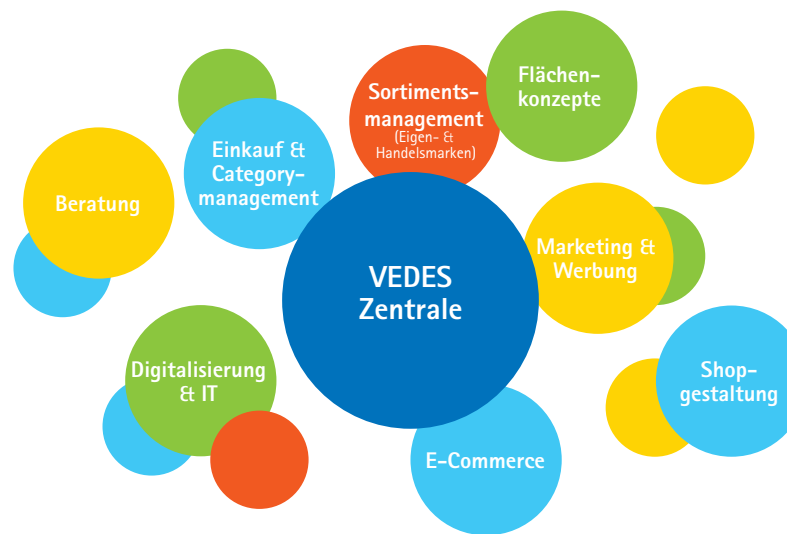 Flächen-
konzepte
Sortiments-
management
(Eigen- &
Handelsmarken)
Einkauf &
Category-
management
Beratung
Marketing &
Werbung
VEDES
Zentrale
Digitalisierung
& IT
Shop-
gestaltung
E-Commerce